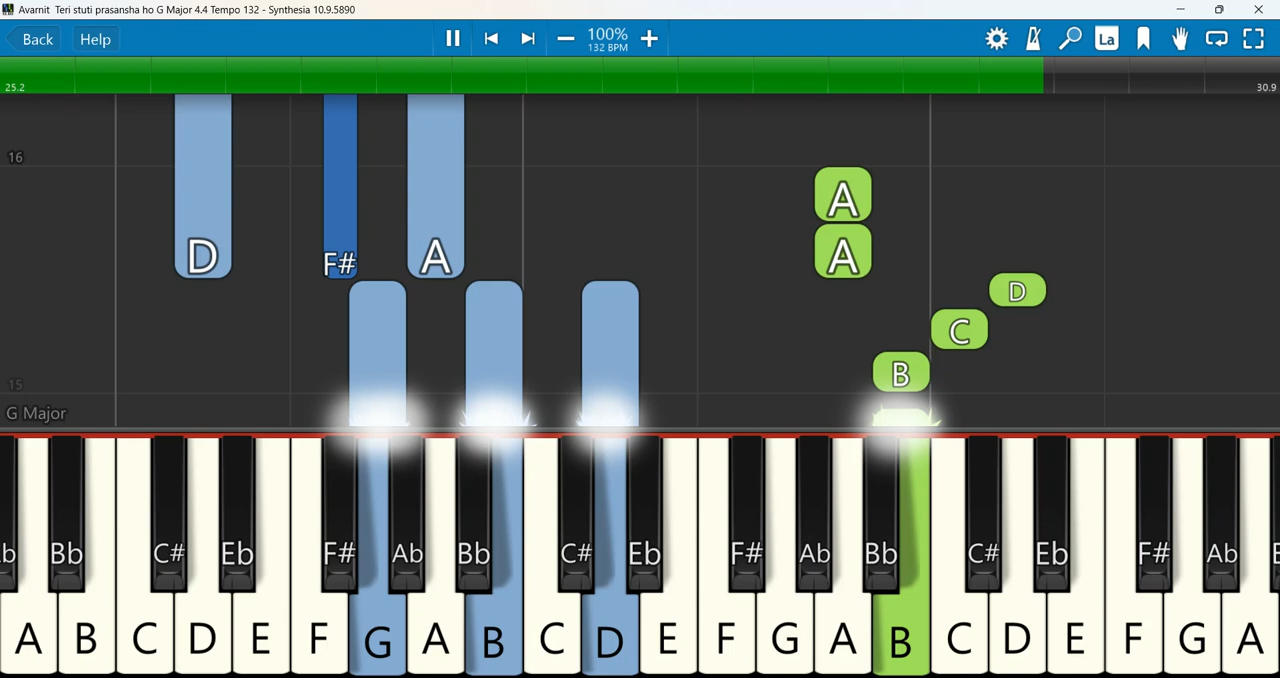 Avarnit  Teri stuti prasansha ho G Major 4.4 Tempo 132 - Synthesia 10.9.5890
Back Help 100% La
132 BPM
25.2 30.9
16
A
D F# A A
D
C
15 B
G Major
b Bb C# Eb F# Ab Bb C# Eb F# Ab Bb C# Eb F# Ab E
A B C D E F G A B C D E F G A B C D E F G A